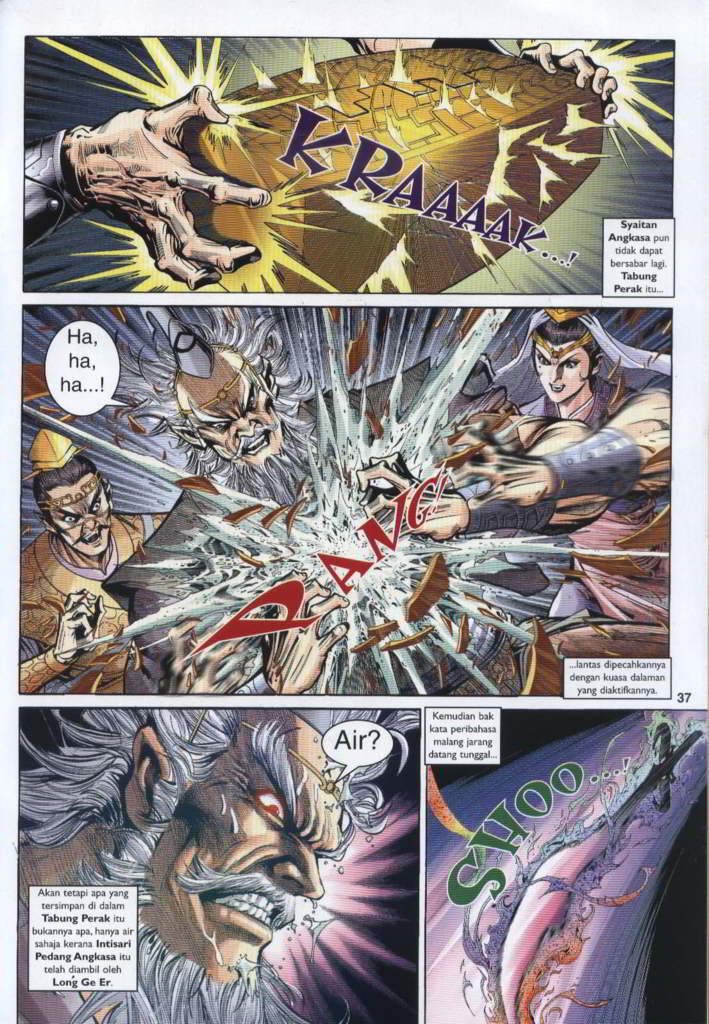 KRAAAAK...!
Syaitan
Angkasa pun
tidak dapat
bersabar lagi.
Tabung
Perak itu...
Ha,
ha,
ha...!
PANG!
...lantas dipecahkannya
dengan kuasa dalaman
yang diaktifkannya.
37
Air?
Akan tetapi apa yang
tersimpan di dalam
Tabung Perak itu
bukannya apa, hanya air
sahaja kerana Intisari
Pedang Angkasa itu
telah diambil oleh
Long Ge Er.
Kemudian bak
kata peribahasa
malang jarang
datang tunggal...
SHOO...!